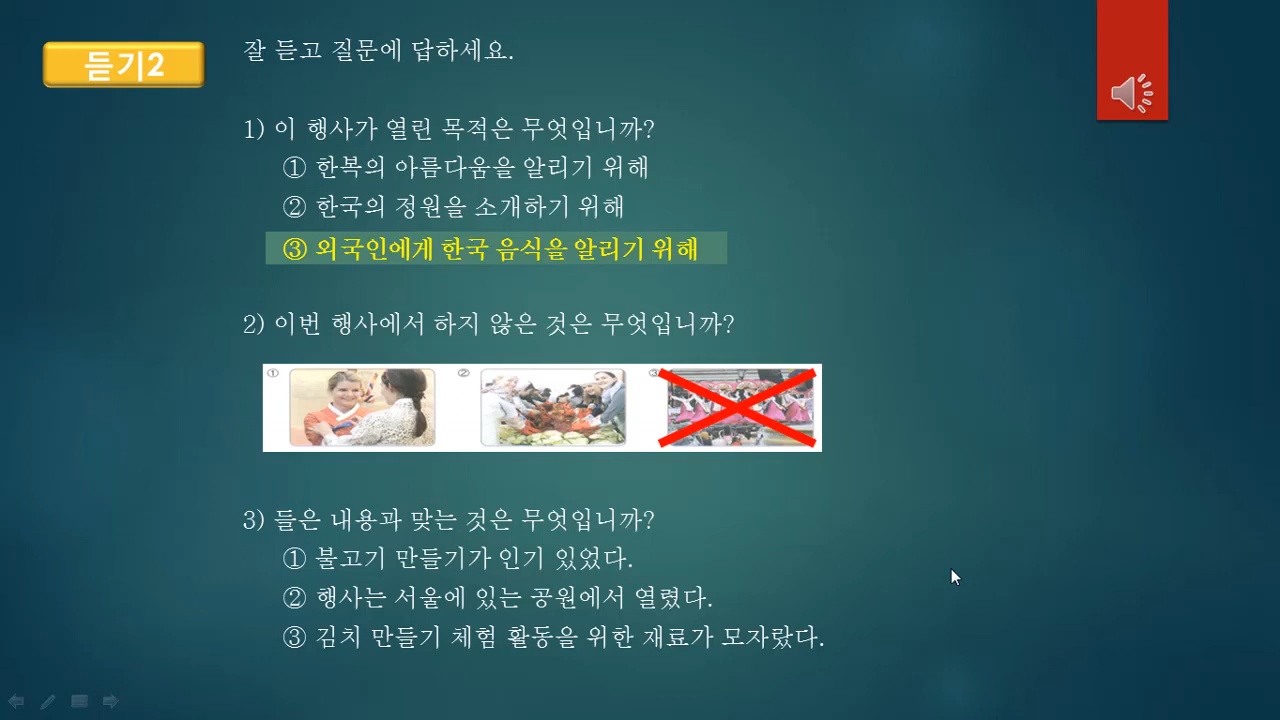 듣기2
잘 듣고 질문에 답하세요.
1) 이 행사가 열린 목적은 무엇입니까?
① 한복의 아름다움을 알리기 위해
② 한국의 정원을 소개하기 위해
③ 외국인에게 한국 음식을 알리기 위해
2) 이번 행사에서 하지 않은 것은 무엇입니까?
① ② ③
3) 들은 내용과 맞는 것은 무엇입니까?
① 불고기 만들기가 인기 있었다.
② 행사는 서울에 있는 공원에서 열렸다.
③ 김치 만들기 체험 활동을 위한 재료가 모자랐다.